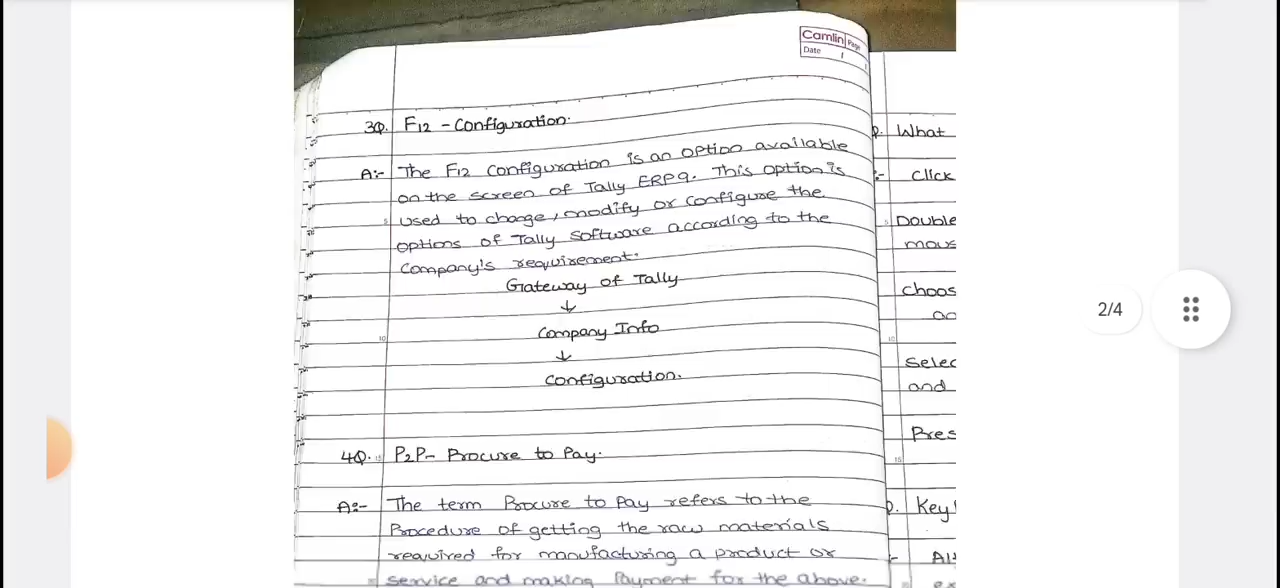 Camlin Page
Date / /
3Q. F12 - Configuration.
A:- The F12 Configuration is an option available
on the screen of Tally ERP9. This option is
used to change, modify or configure the
options of Tally Software according to the
Company's requirement.
Gateway of Tally
↓
Company Info
↓
Configuration.
4Q. P2P- Procure to Pay.
A:- The term Procure to Pay refers to the
Procedure of getting the raw materials
required for manufacturing a product or
service and making Payment for the above.
5
10
15
What
Click
Double
mous
Choos
Selec
and
Pres
Key
2/4